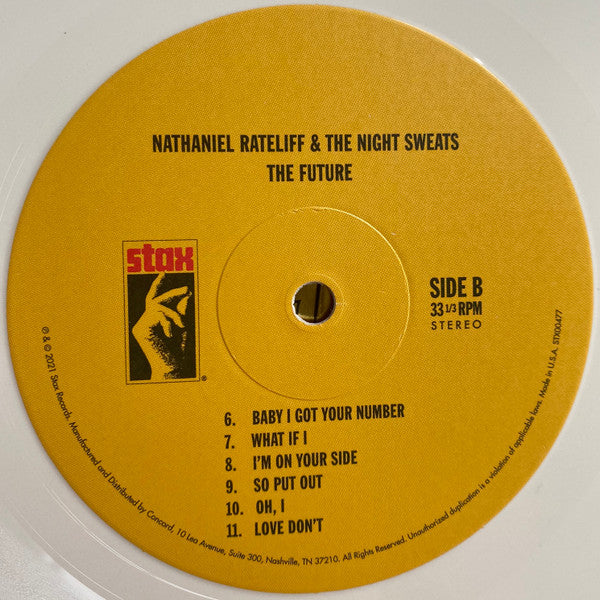 NATHANIEL RATELIFF & THE NIGHT SWEATS
THE FUTURE
stax
®
SIDE B
33 1/3 RPM
STEREO
6. BABY I GOT YOUR NUMBER
7. WHAT IF I
8. I'M ON YOUR SIDE
9. SO PUT OUT
10. OH, I
11. LOVE DON'T
℗ & © 2021 Stax Records. Manufactured and Distributed by Concord, 10 Lea Avenue, Suite 300, Nashville, TN 37210. All Rights Reserved. Unauthorized duplication is a violation of applicable laws. Made in U.S.A. STX00477